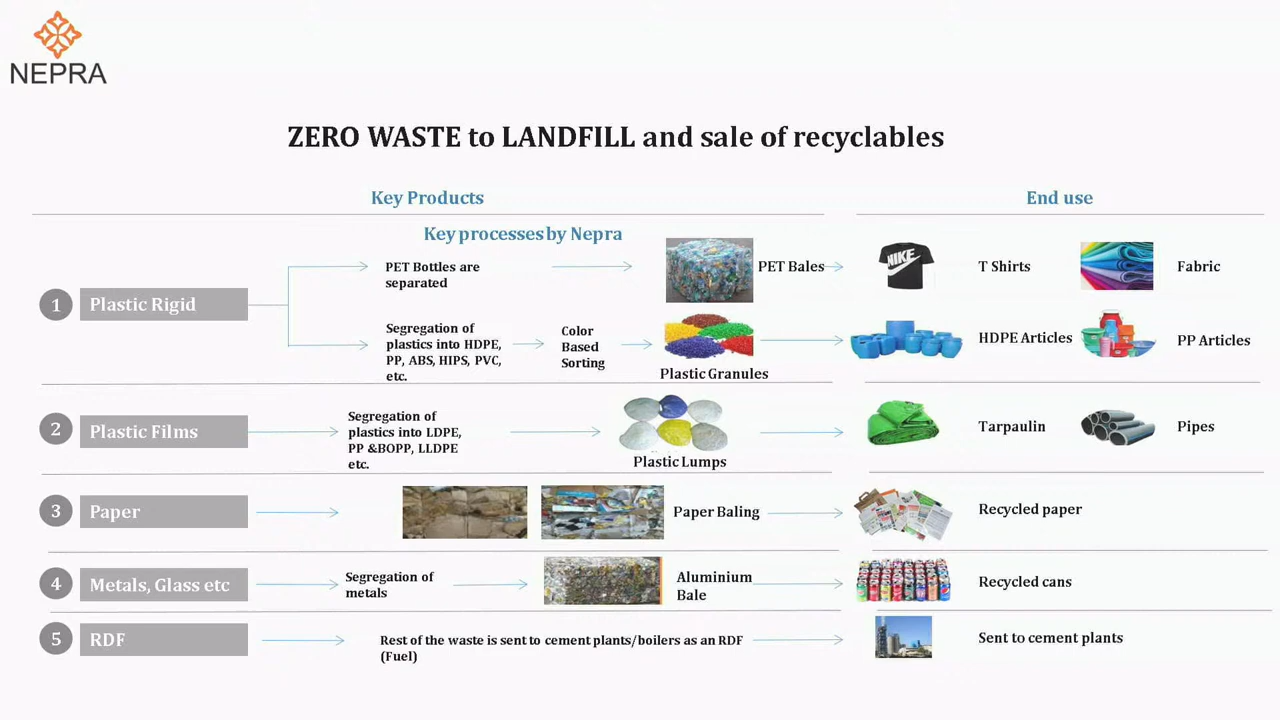 NEPRA
ZERO WASTE to LANDFILL and sale of recyclables
Key Products
End use
Key processes by Nepra
1
Plastic Rigid
PET Bottles are
separated
PET Bales
NIKE
T Shirts
Fabric
Segregation of
plastics into HDPE,
PP, ABS, HIPS, PVC,
etc.
Color
Based
Sorting
Plastic Granules
HDPE Articles
PP Articles
2
Plastic Films
Segregation of
plastics into LDPE,
PP &BOPP, LLDPE
etc.
Plastic Lumps
Tarpaulin
Pipes
3
Paper
Paper Baling
Recycled paper
4
Metals, Glass etc
Segregation of
metals
Aluminium
Bale
Recycled cans
5
RDF
Rest of the waste is sent to cement plants/boilers as an RDF
(Fuel)
Sent to cement plants